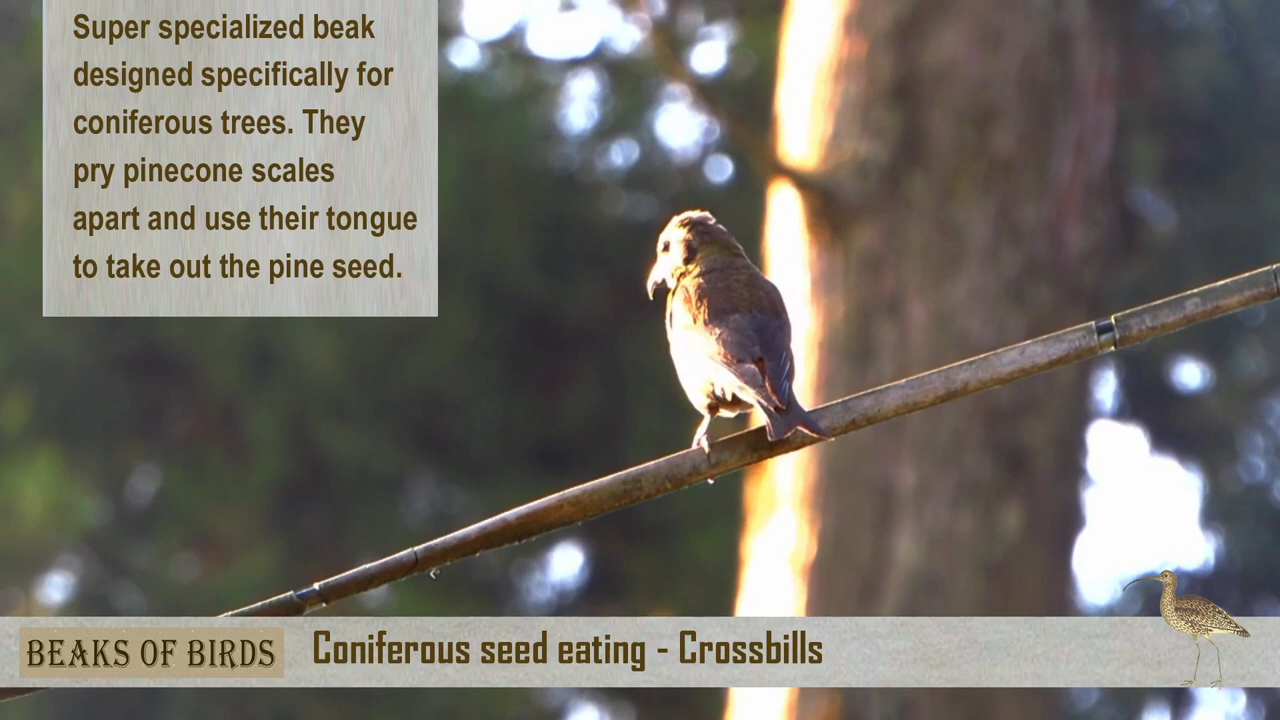 Super specialized beak
designed specifically for
coniferous trees. They
pry pinecone scales
apart and use their tongue
to take out the pine seed.
BEAKS OF BIRDS
Coniferous seed eating - Crossbills